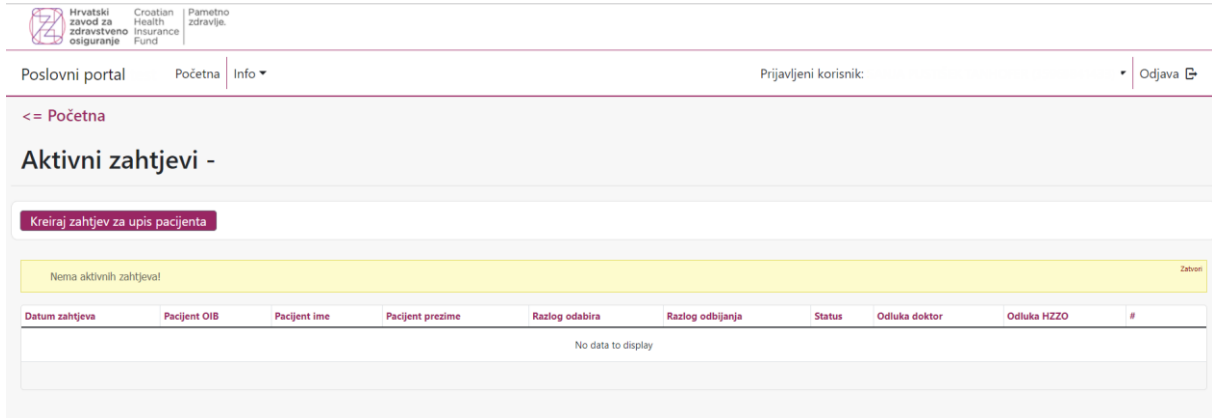 Hrvatski zavod za zdravstveno osiguranje
Croatian Health Insurance Fund
Pametno zdravlje.
Poslovni portal Početna Info Prijavljeni korisnik: Odjava
<= Početna
Aktivni zahtjevi -
Kreiraj zahtjev za upis pacijenta
Nema aktivnih zahtjeva! Zatvori
Datum zahtjeva Pacijent OIB Pacijent ime Pacijent prezime Razlog odabira Razlog odbijanja Status Odluka doktor Odluka HZZO #
No data to display